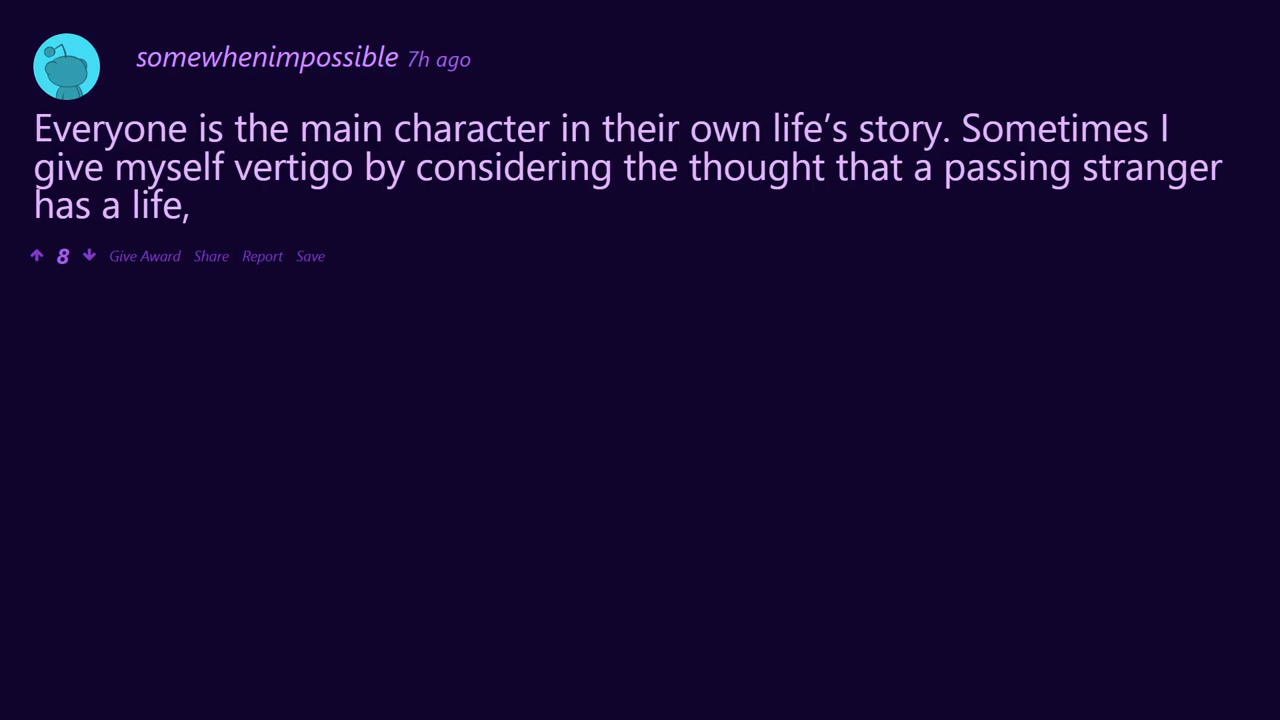 somewhenimpossible 7h ago
Everyone is the main character in their own life’s story. Sometimes I
give myself vertigo by considering the thought that a passing stranger
has a life,
8 Give Award Share Report Save